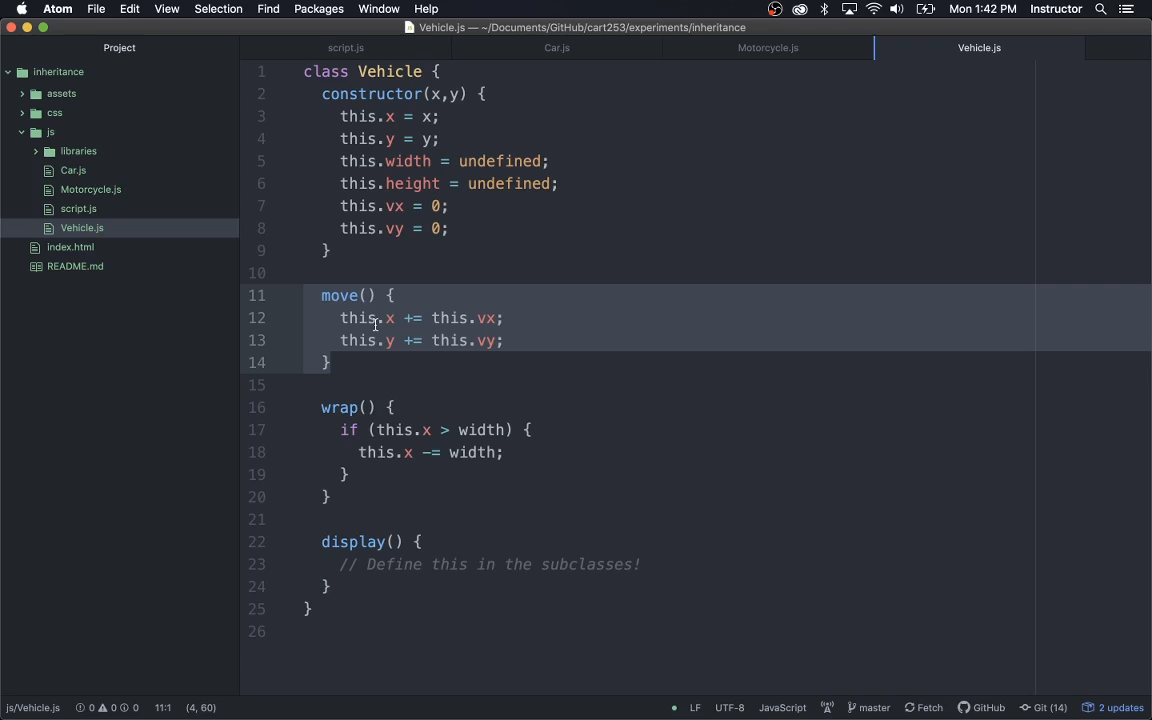 Atom File Edit View Selection Find Packages Window Help Mon 1:42 PM Instructor
Vehicle.js — ~/Documents/GitHub/cart253/experiments/inheritance
Project
script.js Car.js Motorcycle.js Vehicle.js
inheritance
assets
css
js
libraries
Car.js
Motorcycle.js
script.js
Vehicle.js
index.html
README.md
1 class Vehicle {
2 constructor(x,y) {
3 this.x = x;
4 this.y = y;
5 this.width = undefined;
6 this.height = undefined;
7 this.vx = 0;
8 this.vy = 0;
9 }
10
11 move() {
12 this.x += this.vx;
13 this.y += this.vy;
14 }
15
16 wrap() {
17 if (this.x > width) {
18 this.x -= width;
19 }
20 }
21
22 display() {
23 // Define this in the subclasses!
24 }
25 }
26
js/Vehicle.js 0 0 0 11:1 (4, 60) LF UTF-8 JavaScript master Fetch GitHub Git (14) 2 updates